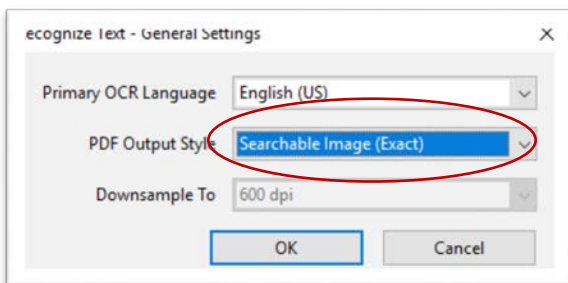 ecognize Text - General Settings
Primary OCR Language English (US)
PDF Output Style Searchable Image (Exact)
Downsample To 600 dpi
OK Cancel